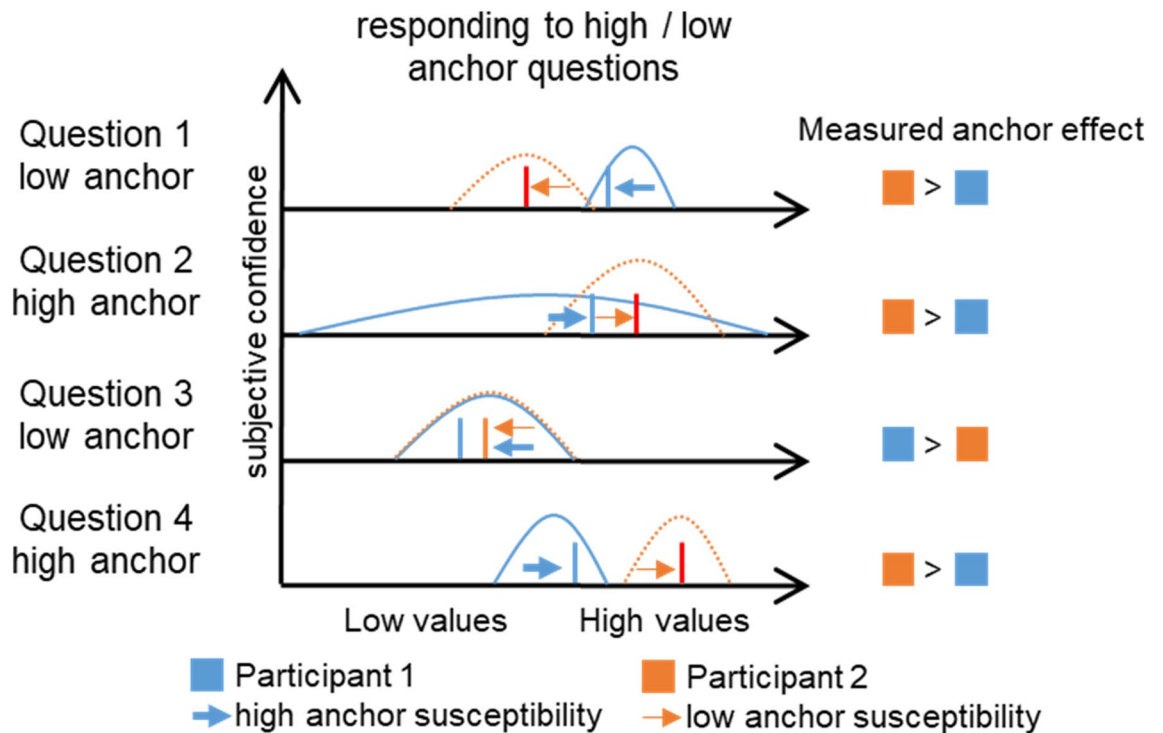 responding to high / low
anchor questions
Measured anchor effect
subjective confidence
Question 1
low anchor
>
Question 2
high anchor
>
Question 3
low anchor
>
Question 4
high anchor
>
Low values
High values
Participant 1
Participant 2
high anchor susceptibility
low anchor susceptibility